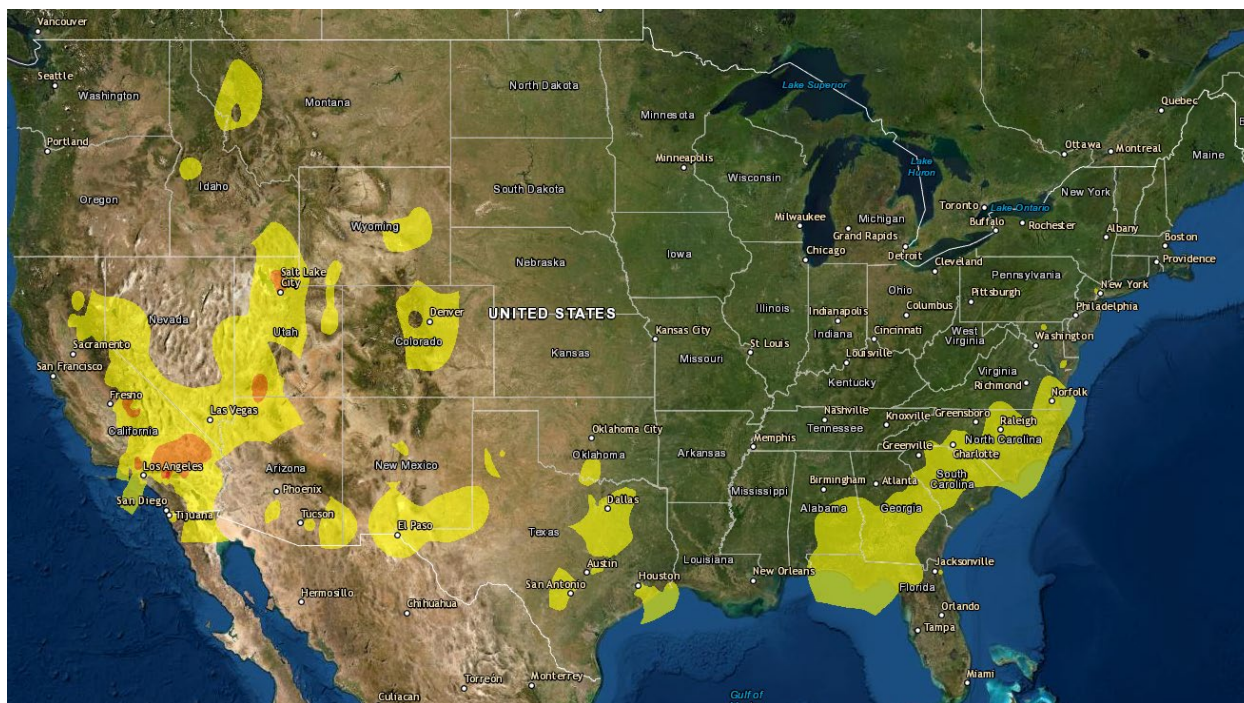 Vancouver
Seattle
Washington
Montana
North Dakota
Minnesota
Lake Superior
Quebec
Portland
Ottawa
Montreal
Maine
Minneapolis
Lake
Huron
Idaho
South Dakota
Wisconsin
Oregon
Wyoming
Milwaukee
Michigan
Toronto
Lake Ontario
New York
Grand Rapids
Buffalo
Rochester
Albany
Boston
Chicago
Detroit
Cleveland
Providence
Salt Lake
City
Nebraska
Iowa
Pennsylvania
New York
Ohio
Pittsburgh
Philadelphia
Nevada
Utah
Denver
Colorado
UNITED STATES
Illinois
Indianapolis
Indiana
Columbus
Cincinnati
West
Virginia
Washington
Sacramento
San Francisco
Kansas City
Kansas
Missouri
St Louis
Louisville
Kentucky
Virginia
Richmond
Norfolk
Fresno
Las Vegas
California
Nashville
Tennessee
Knoxville
Greensboro
Raleigh
North Carolina
Oklahoma City
Oklahoma
Memphis
Arkansas
Greenville
Charlotte
Los Angeles
Arizona
New Mexico
South
Carolina
Phoenix
Birmingham
Atlanta
Mississippi
Alabama
Georgia
San Diego
Tijuana
Tucson
El Paso
Dallas
Texas
Louisiana
Austin
Houston
San Antonio
New Orleans
Jacksonville
Florida
Hermosillo
Chihuahua
Orlando
Tampa
Torreón
Monterrey
Miami
Culiacan
Gulf of